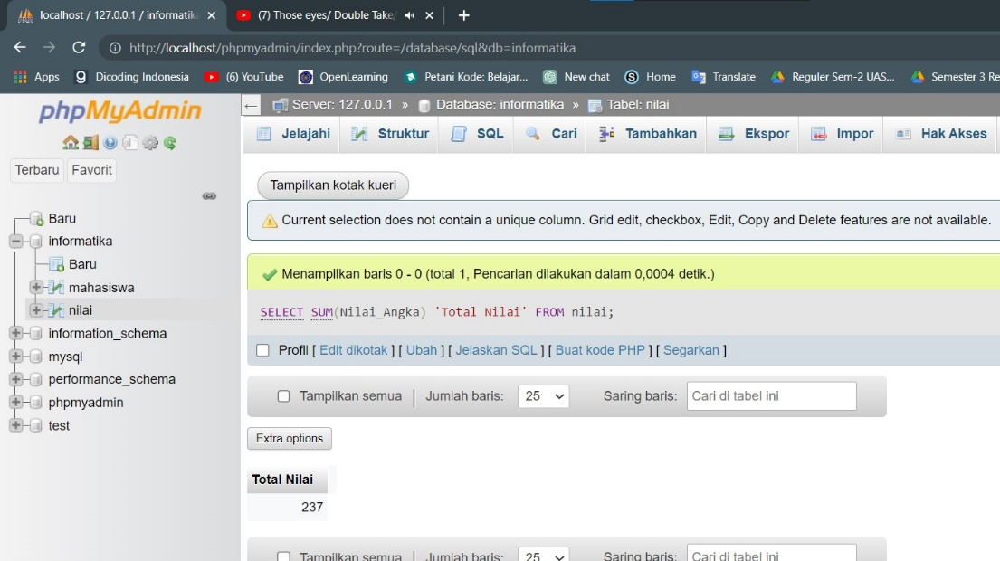 localhost / 127.0.0.1 / informatika
(7) Those eyes/ Double Take/
http://localhost/phpmyadmin/index.php?route=/database/sql&db=informatika
Apps Dicoding Indonesia (6) YouTube OpenLearning Petani Kode: Belajar... New chat Home Translate Reguler Sem-2 UAS... Semester 3 Re
phpMyAdmin
Terbaru Favorit
Baru
informatika
Baru
mahasiswa
nilai
information_schema
mysql
performance_schema
phpmyadmin
test
Server: 127.0.0.1 » Database: informatika » Tabel: nilai
Jelajahi Struktur SQL Cari Tambahkan Ekspor Impor Hak Akses
Tampilkan kotak kueri
Current selection does not contain a unique column. Grid edit, checkbox, Edit, Copy and Delete features are not available.
Menampilkan baris 0 - 0 (total 1, Pencarian dilakukan dalam 0,0004 detik.)
SELECT SUM(Nilai_Angka) 'Total Nilai' FROM nilai;
Profil [ Edit dikotak ] [ Ubah ] [ Jelaskan SQL ] [ Buat kode PHP ] [ Segarkan ]
Tampilkan semua | Jumlah baris: 25 Saring baris: Cari di tabel ini
Extra options
Total Nilai
237
Tampilkan semua | Jumlah baris: 25 Saring baris: Cari di tabel ini